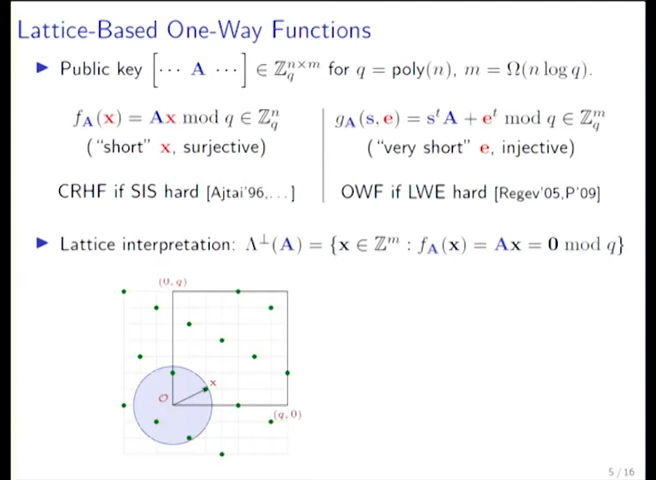 Lattice-Based One-Way Functions
▶ Public key [··· A ···] ∈ ℤ_q^{n×m} for q = poly(n), m = Ω(n log q).
f_A(x) = Ax mod q ∈ ℤ_q^n
("short" x, surjective)
CRHF if SIS hard [Ajtai'96,...]
g_A(s, e) = s^t A + e^t mod q ∈ ℤ_q^m
("very short" e, injective)
OWF if LWE hard [Regev'05,P'09]
▶ Lattice interpretation: Λ^⊥(A) = {x ∈ ℤ^m : f_A(x) = Ax = 0 mod q}
(0, q)
x
O
(q, 0)
5 / 16